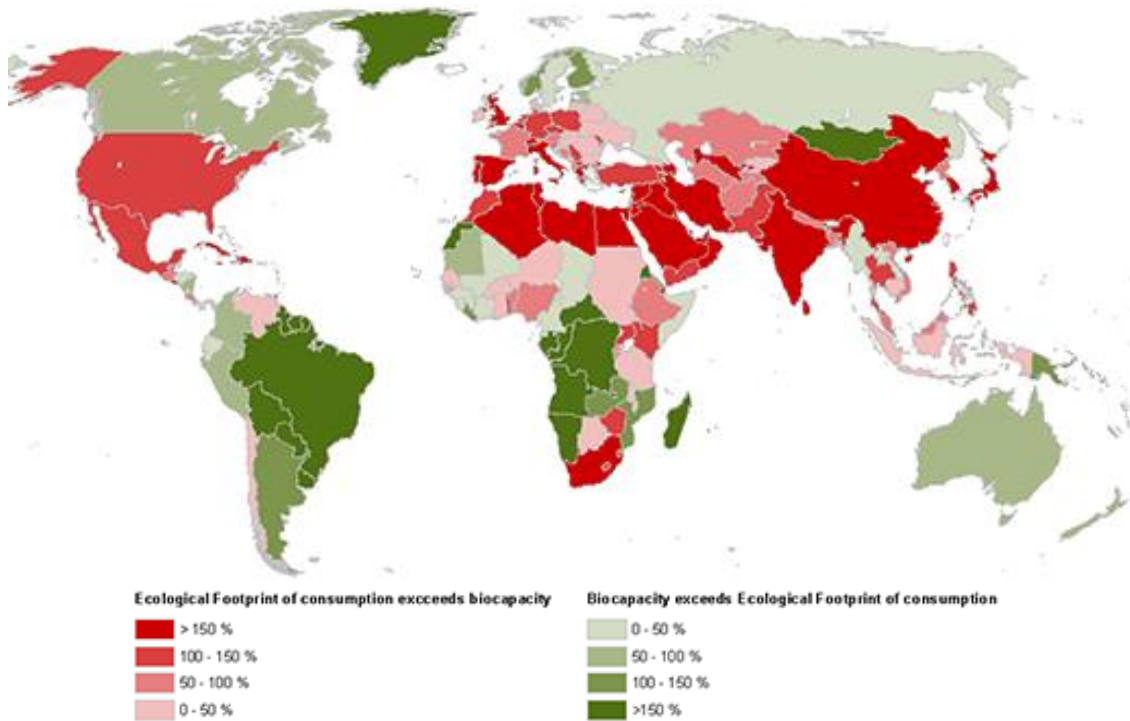 Ecological Footprint of consumption excceeds biocapacity
> 150 %
100 - 150 %
50 - 100 %
0 - 50 %
Biocapacity exceeds Ecological Footprint of consumption
0 - 50 %
50 - 100 %
100 - 150 %
>150 %